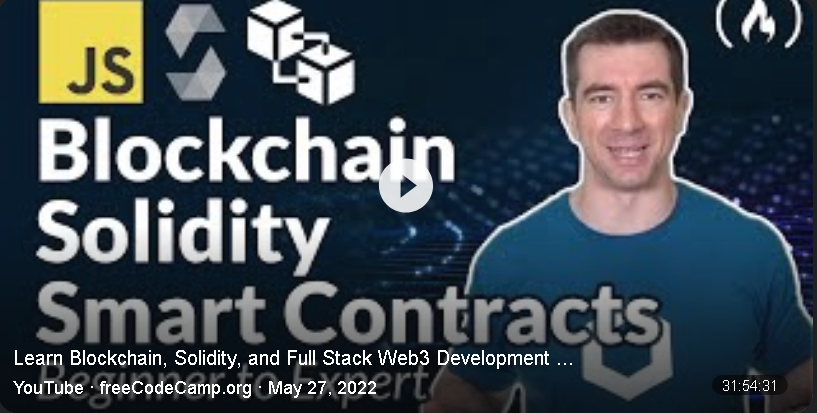 JS
Blockchain
Solidity
Smart Contracts
Learn Blockchain, Solidity, and Full Stack Web3 Development ...
Beginner to Expert
YouTube · freeCodeCamp.org · May 27, 2022
31:54:31